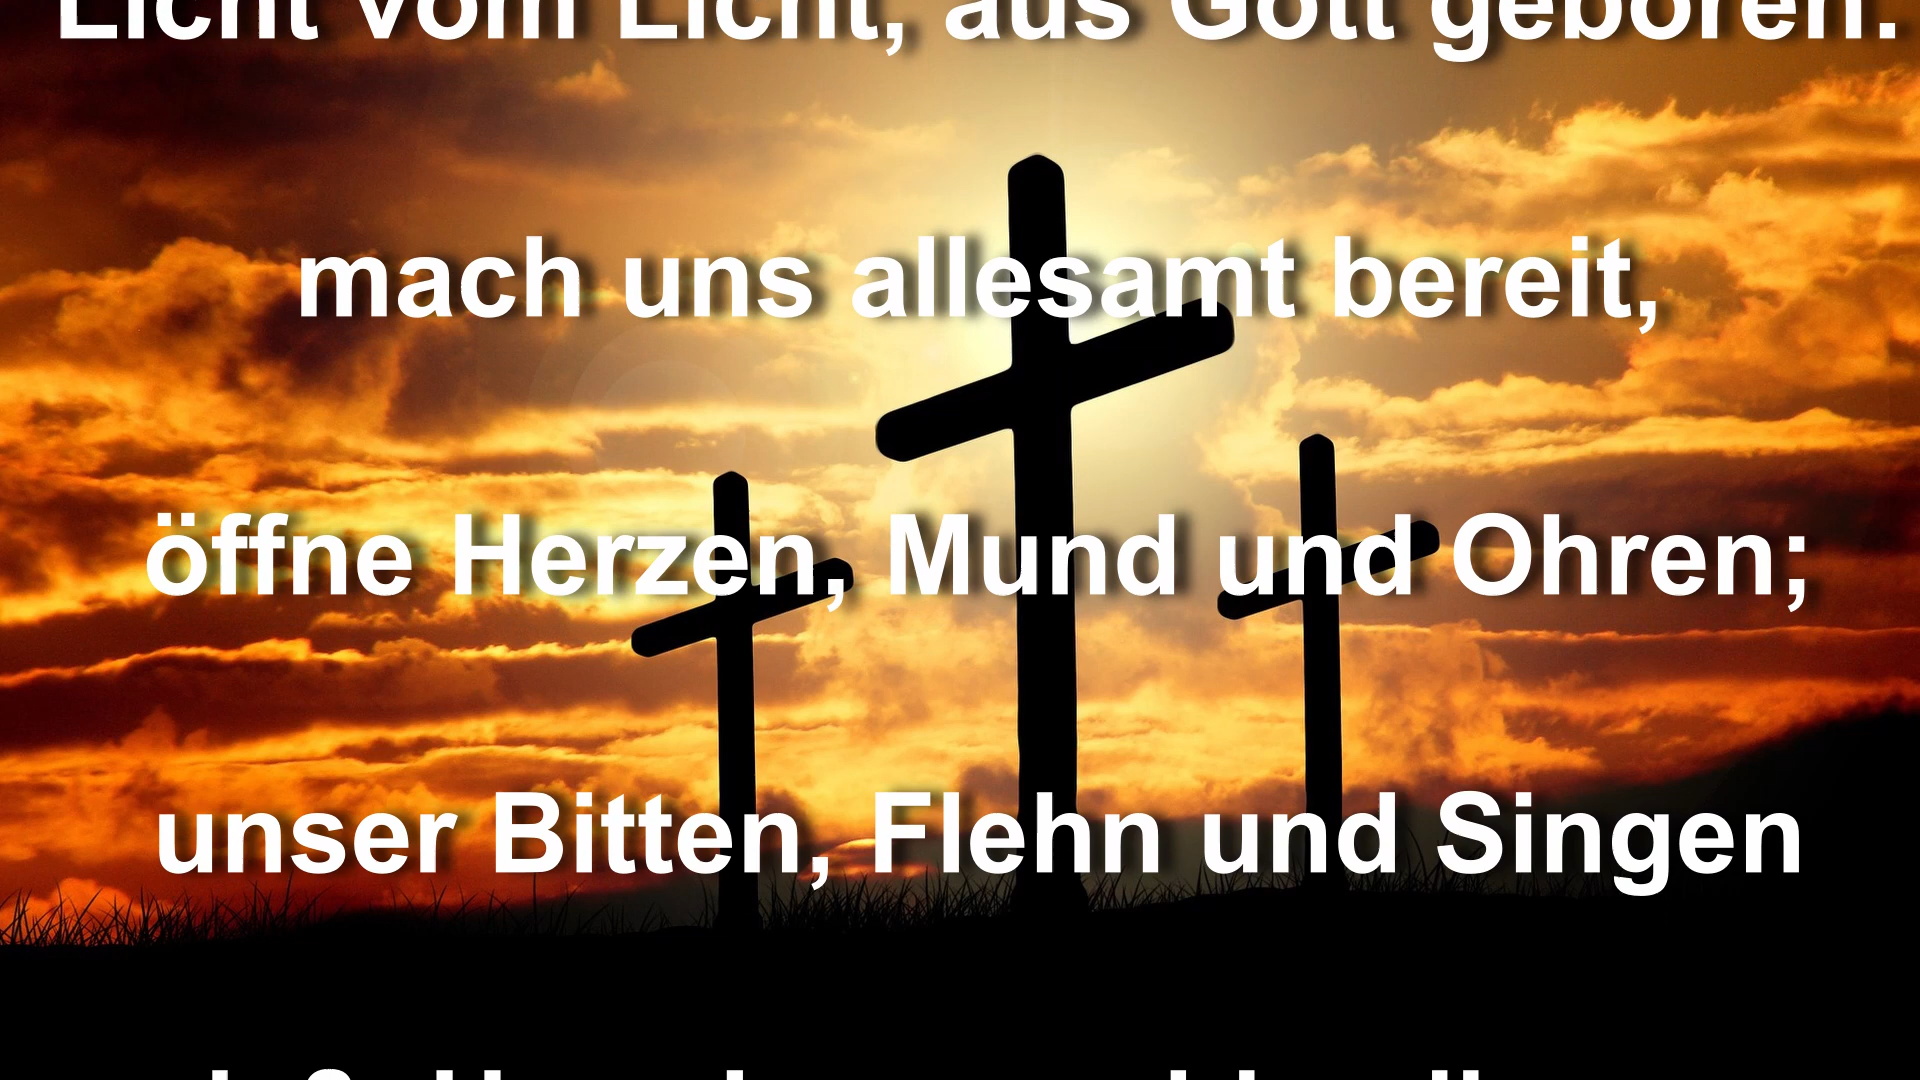 Licht vom Licht, aus Gott geboren:
mach uns allesamt bereit,
öffne Herzen, Mund und Ohren;
unser Bitten, Flehn und Singen